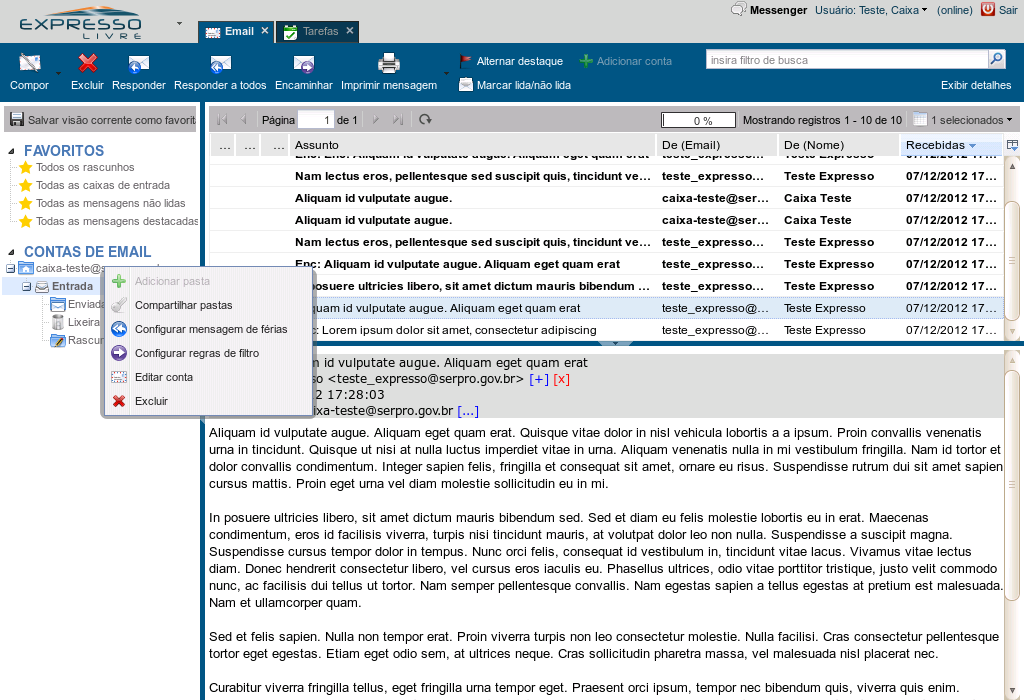 EXPRESSO
LIVRE
Email
Tarefas
Messenger
Usuário: Teste, Caixa
(online)
Sair
Compor
Excluir
Responder
Responder a todos
Encaminhar
Imprimir mensagem
Alternar destaque
Adicionar conta
Marcar lida/não lida
insira filtro de busca
Exibir detalhes
Salvar visão corrente como favorit
Página 1 de 1
0 %
Mostrando registros 1 - 10 de 10
1 selecionados
FAVORITOS
Todos os rascunhos
Todas as caixas de entrada
Todas as mensagens não lidas
Todas as mensagens destacadas
CONTAS DE EMAIL
caixa-teste@s
Entrada
Enviada
Lixeira
Rascun
Adicionar pasta
Compartilhar pastas
Configurar mensagem de férias
Configurar regras de filtro
Editar conta
Excluir
... ... ... Assunto De (Email) De (Nome) Recebidas
Enc: Enc: Aliquam id vulputate augue. Aliquam eget quam erat teste_expresso... Teste Expresso 07/12/2012 17...
Nam lectus eros, pellentesque sed suscipit quis, tincidunt ve... teste_expresso... Teste Expresso 07/12/2012 17...
Aliquam id vulputate augue. caixa-teste@ser... Caixa Teste 07/12/2012 17...
Aliquam id vulputate augue. caixa-teste@ser... Caixa Teste 07/12/2012 17...
Nam lectus eros, pellentesque sed suscipit quis, tincidunt ve... teste_expresso... Teste Expresso 07/12/2012 17...
Enc: Aliquam id vulputate augue. Aliquam eget quam erat teste_expresso... Teste Expresso 07/12/2012 17...
posuere ultricies libero, sit amet dictum mauris bibendum ... teste_expresso... Teste Expresso 07/12/2012 17...
quam id vulputate augue. Aliquam eget quam erat teste_expresso@... Teste Expresso 07/12/2012 17...
: Lorem ipsum dolor sit amet, consectetur adipiscing teste_expresso@... Teste Expresso 07/12/2012 17...
m id vulputate augue. Aliquam eget quam erat
so <teste_expresso@serpro.gov.br> [+] [x]
2 17:28:03
caixa-teste@serpro.gov.br [...]
Aliquam id vulputate augue. Aliquam eget quam erat. Quisque vitae dolor in nisl vehicula lobortis a a ipsum. Proin convallis venenatis
urna in tincidunt. Quisque ut nisi at nulla luctus imperdiet vitae in urna. Aliquam venenatis nulla in mi vestibulum fringilla. Nam id tortor et
dolor convallis condimentum. Integer sapien felis, fringilla et consequat sit amet, ornare eu risus. Suspendisse rutrum dui sit amet sapien
cursus mattis. Proin eget urna vel diam molestie sollicitudin eu in mi.
In posuere ultricies libero, sit amet dictum mauris bibendum sed. Sed et diam eu felis molestie lobortis eu in erat. Maecenas
condimentum, eros id facilisis viverra, turpis nisi tincidunt mauris, at volutpat dolor leo non nulla. Suspendisse a suscipit magna.
Suspendisse cursus tempor dolor in tempus. Nunc orci felis, consequat id vestibulum in, tincidunt vitae lacus. Vivamus vitae lectus
diam. Donec hendrerit consectetur libero, vel cursus eros iaculis eu. Phasellus ultrices, odio vitae porttitor tristique, justo velit commodo
nunc, ac facilisis dui tellus ut tortor. Nam semper pellentesque convallis. Nam egestas sapien a tellus egestas at pretium est malesuada.
Nam et ullamcorper quam.
Sed et felis sapien. Nulla non tempor erat. Proin viverra turpis non leo consectetur molestie. Nulla facilisi. Cras consectetur pellentesque
tortor eget egestas. Etiam eget odio sem, at ultrices neque. Cras sollicitudin pharetra massa, vel malesuada nisl placerat nec.
Curabitur viverra fringilla tellus, eget fringilla urna tempor eget. Praesent orci ipsum, tempor nec bibendum quis, viverra quis enim.